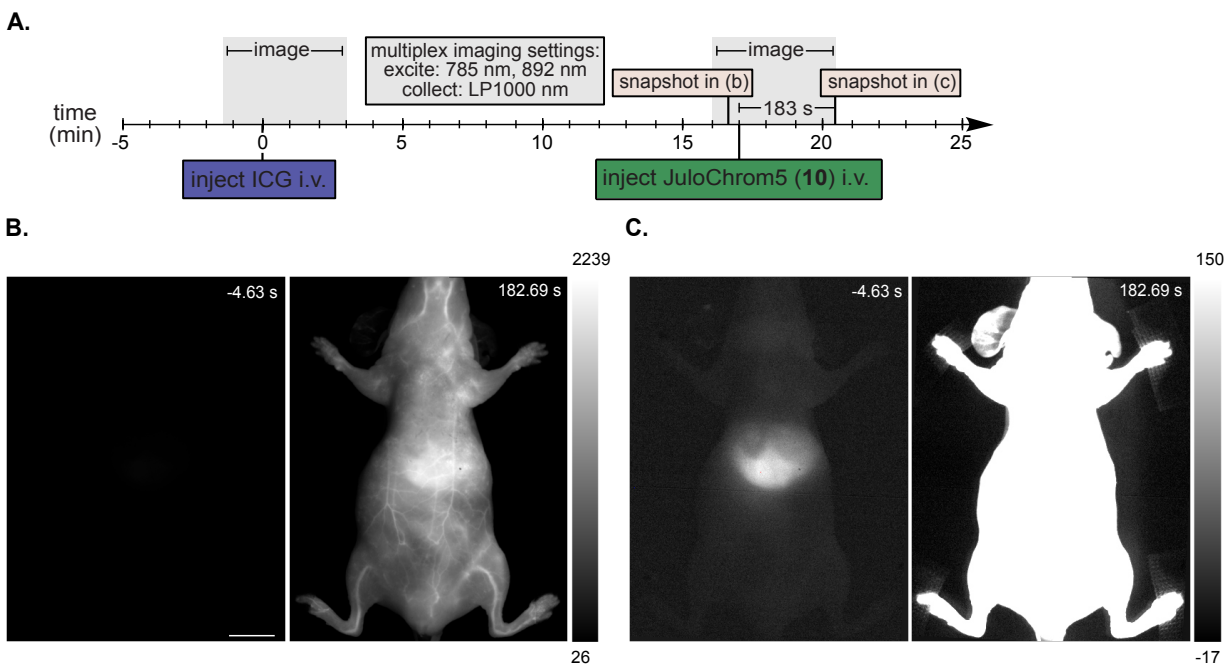 A.
image
multiplex imaging settings:
excite: 785 nm, 892 nm
collect: LP1000 nm
image
snapshot in (b)
snapshot in (c)
183 s
time
(min)
-5
0
5
10
15
20
25
inject ICG i.v.
inject JuloChrom5 (10) i.v.
B.
C.
2239
150
-4.63 s
182.69 s
-4.63 s
182.69 s
26
-17